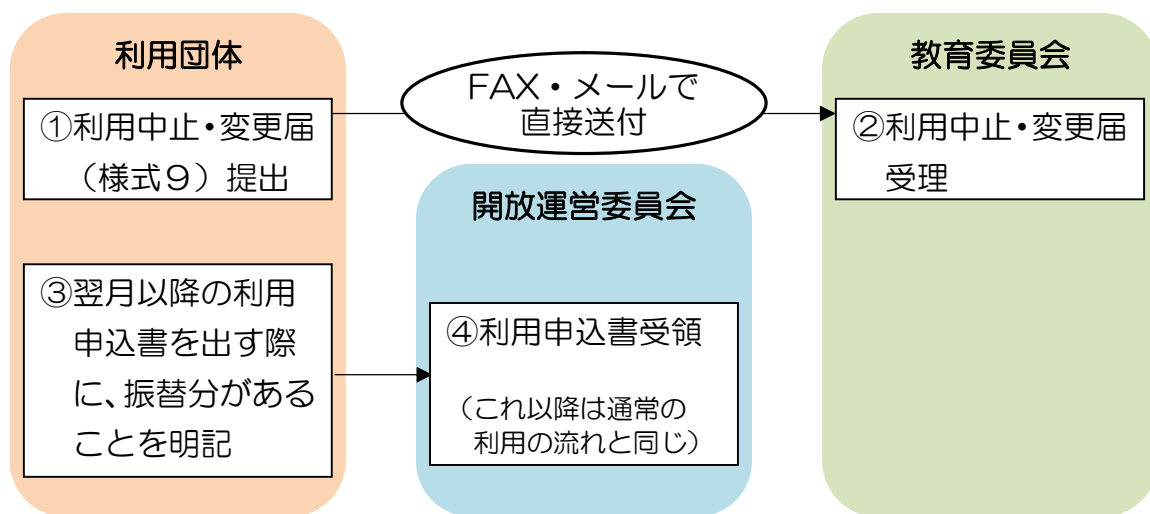 利用団体
①利用中止・変更届
（様式９）提出
FAX・メールで
直接送付
教育委員会
②利用中止・変更届
受理
開放運営委員会
③翌月以降の利用
申込書を出す際
に、振替分がある
ことを明記
④利用申込書受領
（これ以降は通常の
利用の流れと同じ）